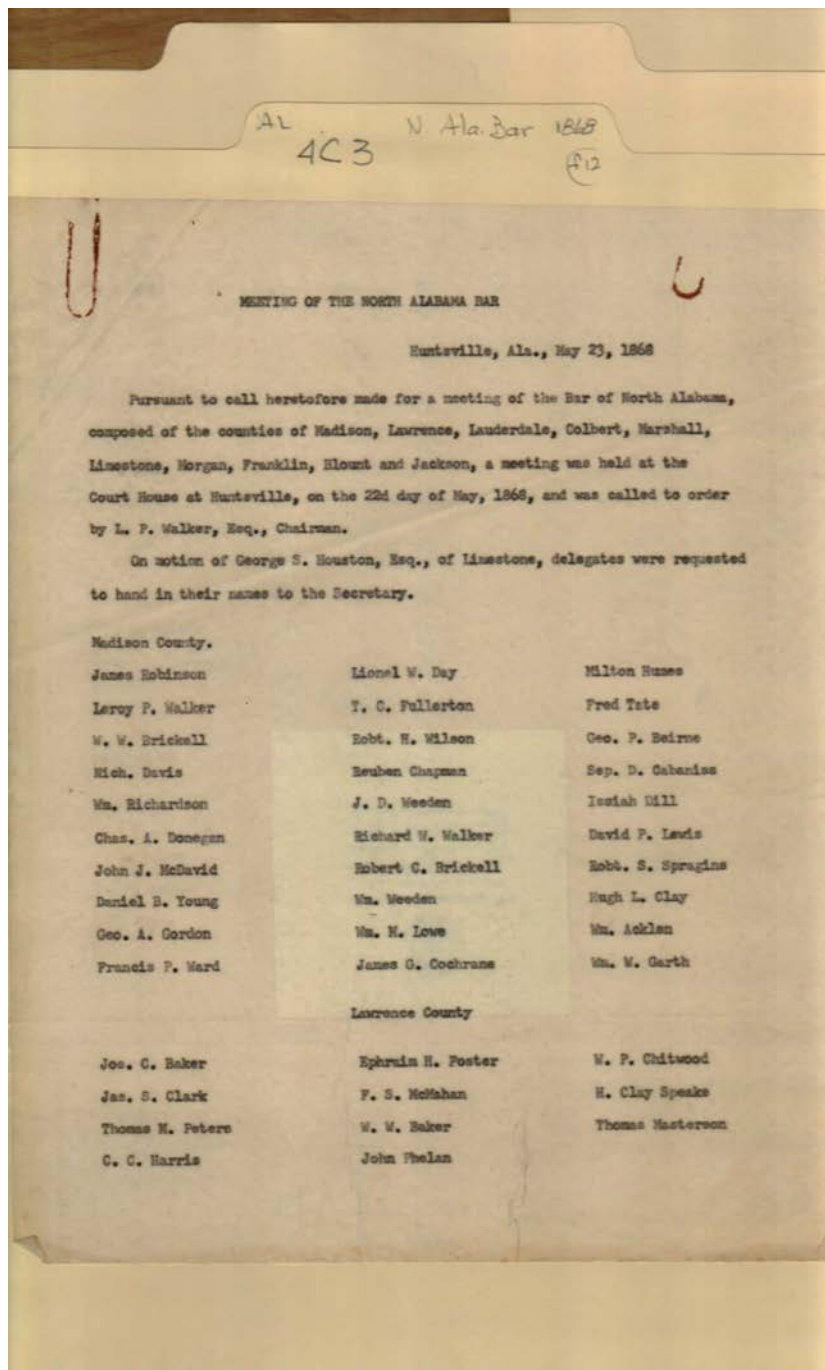 AL N Ala. Bar 1868
4C3 f12
MEETING OF THE NORTH ALABAMA BAR
Huntsville, Ala., May 23, 1868
Pursuant to call heretofore made for a meeting of the Bar of North Alabama,
composed of the counties of Madison, Lawrence, Lauderdale, Colbert, Marshall,
Limestone, Morgan, Franklin, Blount and Jackson, a meeting was held at the
Court House at Huntsville, on the 22d day of May, 1868, and was called to order
by L. P. Walker, Esq., Chairman.
On motion of George S. Houston, Esq., of Limestone, delegates were requested
to hand in their names to the Secretary.
Madison County.
James Robinson Lionel W. Day Milton Humes
Leroy P. Walker T. C. Fullerton Fred Tate
W. W. Brickell Robt. H. Wilson Geo. P. Beirne
Nich. Davis Reuben Chapman Sep. D. Cabaniss
Wm. Richardson J. D. Weeden Issiah Dill
Chas. A. Donegan Richard W. Walker David P. Lewis
John J. McDavid Robert C. Brickell Robt. S. Spragins
Daniel B. Young Wm. Weeden Hugh L. Clay
Geo. A. Gordon Wm. M. Lowe Wm. Acklen
Francis P. Ward James G. Cochrane Wm. W. Garth
Lawrence County
Jos. C. Baker Ephraim H. Foster W. P. Chitwood
Jas. S. Clark F. S. McMahan H. Clay Speake
Thomas M. Peters W. W. Baker Thomas Masterson
C. C. Harris John Phelan